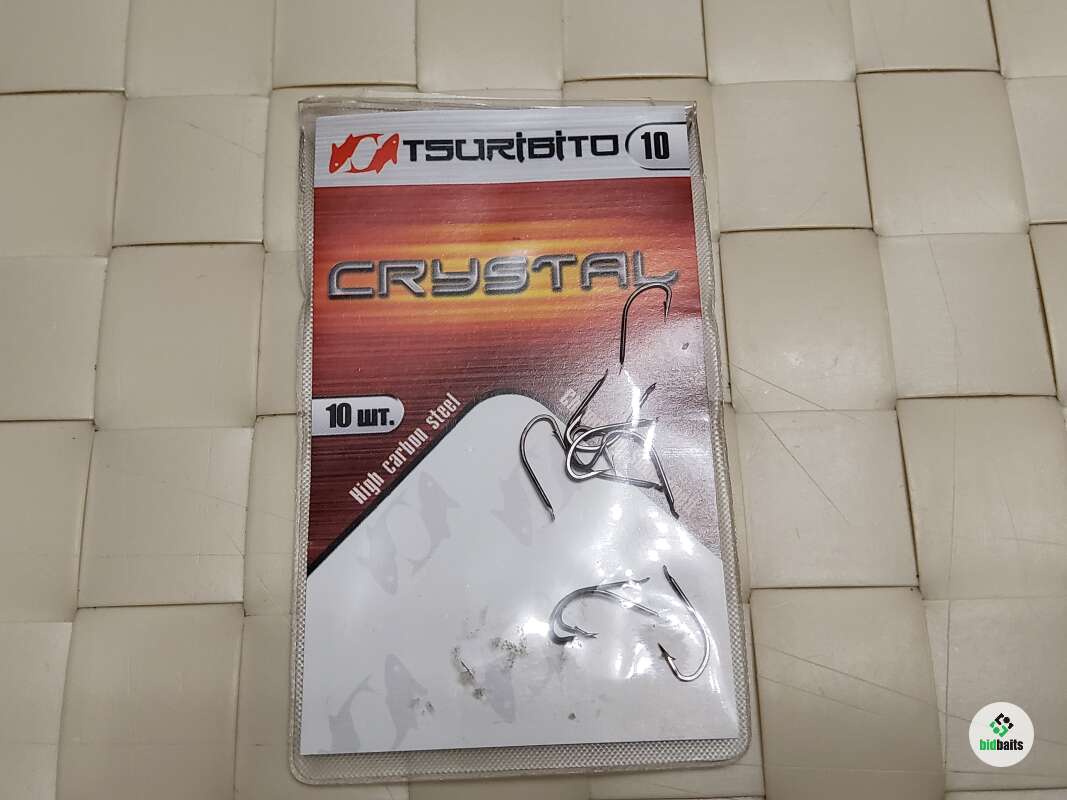 TSURIBITO 10
CRYSTAL
10 шт.
High carbon steel
bidbaits